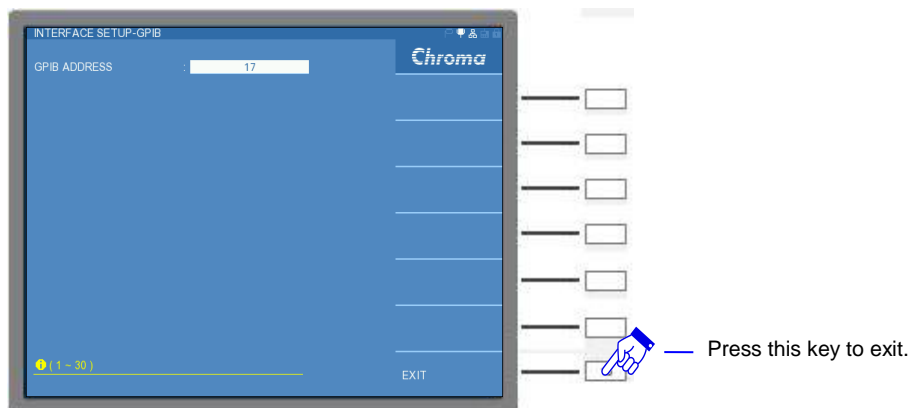 INTERFACE SETUP-GPIB
Chroma
GPIB ADDRESS : 17
( 1 ~ 30 )
EXIT
Press this key to exit.